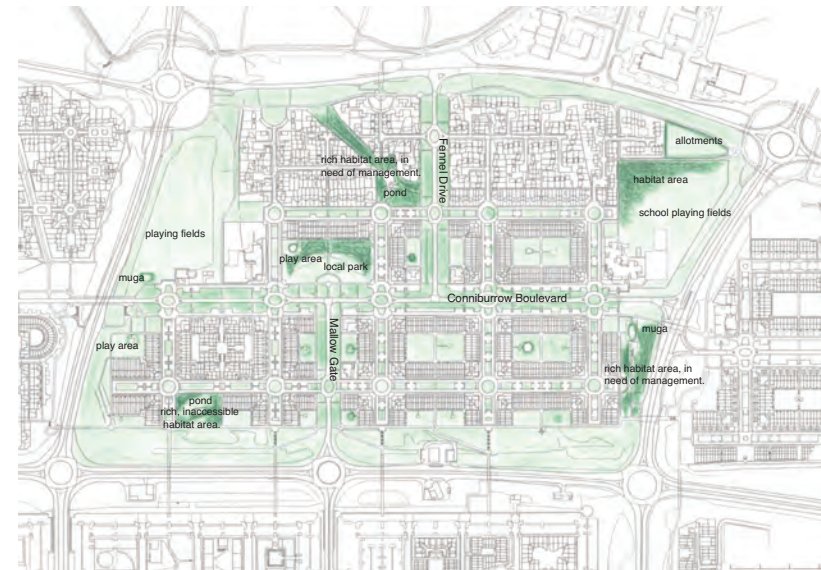 allotments
Fennel Drive
rich habitat area, in
need of management.
habitat area
pond
school playing fields
playing fields
play area
local park
muga
Conniburrow Boulevard
Mallow Gate
muga
play area
rich habitat area, in
need of management.
pond
rich, inaccessible
habitat area.